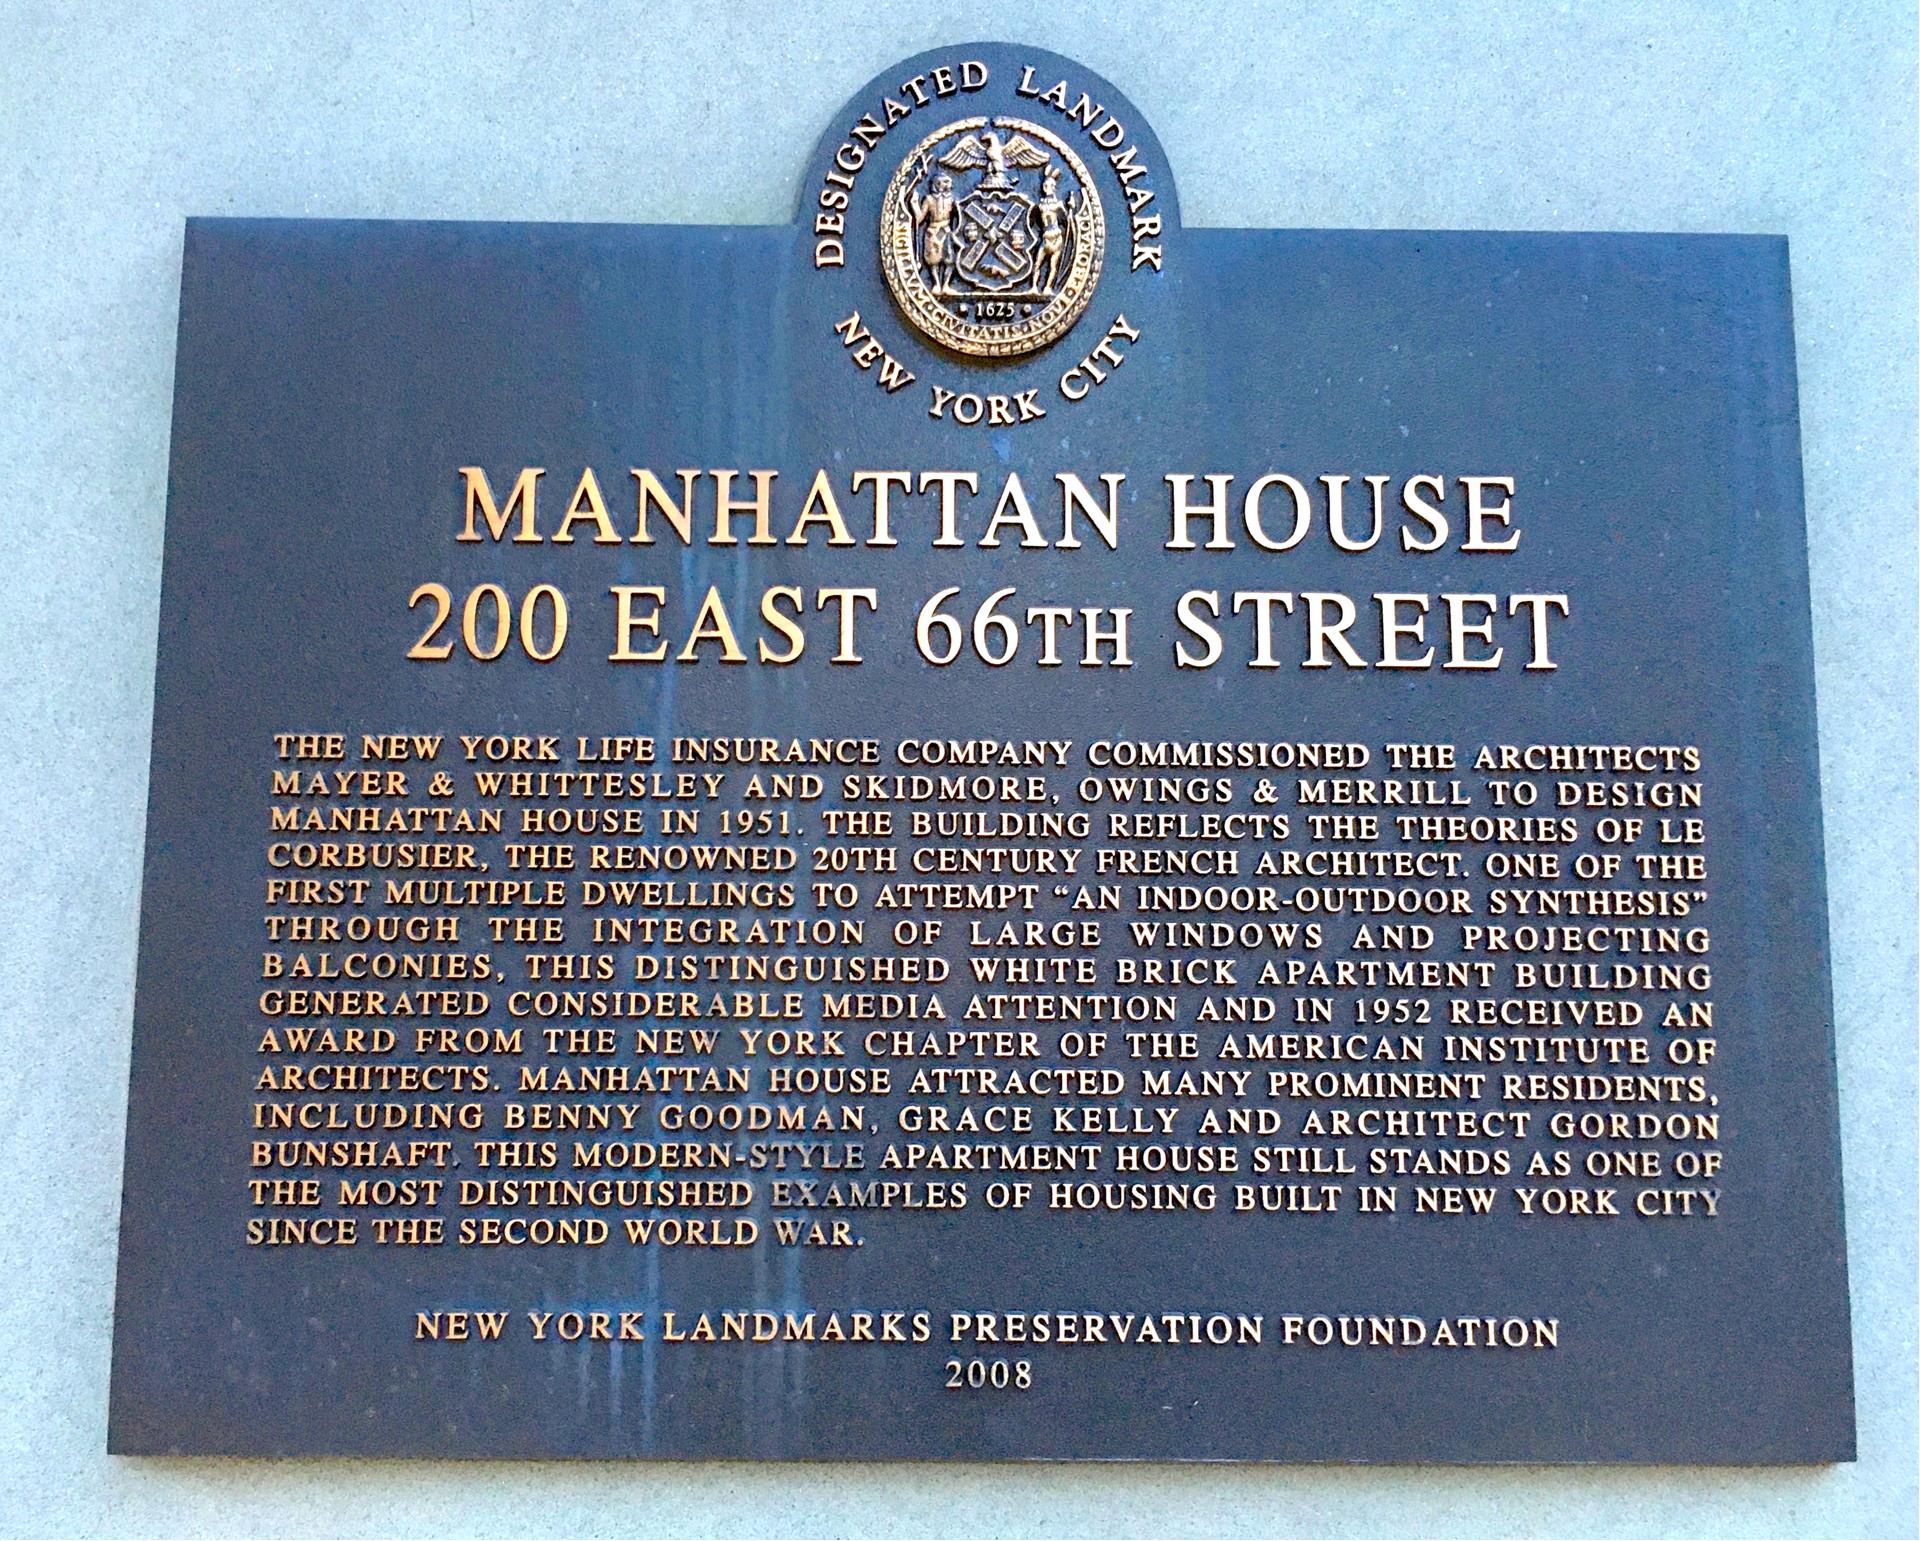 DESIGNATED LANDMARK
SIGILLVM·CIVITATIS·NOVI·EBORACI
·1625·
NEW YORK CITY
MANHATTAN HOUSE
200 EAST 66TH STREET
THE NEW YORK LIFE INSURANCE COMPANY COMMISSIONED THE ARCHITECTS
MAYER & WHITTESLEY AND SKIDMORE, OWINGS & MERRILL TO DESIGN
MANHATTAN HOUSE IN 1951. THE BUILDING REFLECTS THE THEORIES OF LE
CORBUSIER, THE RENOWNED 20TH CENTURY FRENCH ARCHITECT. ONE OF THE
FIRST MULTIPLE DWELLINGS TO ATTEMPT “AN INDOOR-OUTDOOR SYNTHESIS”
THROUGH THE INTEGRATION OF LARGE WINDOWS AND PROJECTING
BALCONIES, THIS DISTINGUISHED WHITE BRICK APARTMENT BUILDING
GENERATED CONSIDERABLE MEDIA ATTENTION AND IN 1952 RECEIVED AN
AWARD FROM THE NEW YORK CHAPTER OF THE AMERICAN INSTITUTE OF
ARCHITECTS. MANHATTAN HOUSE ATTRACTED MANY PROMINENT RESIDENTS,
INCLUDING BENNY GOODMAN, GRACE KELLY AND ARCHITECT GORDON
BUNSHAFT. THIS MODERN-STYLE APARTMENT HOUSE STILL STANDS AS ONE OF
THE MOST DISTINGUISHED EXAMPLES OF HOUSING BUILT IN NEW YORK CITY
SINCE THE SECOND WORLD WAR.
NEW YORK LANDMARKS PRESERVATION FOUNDATION
2008